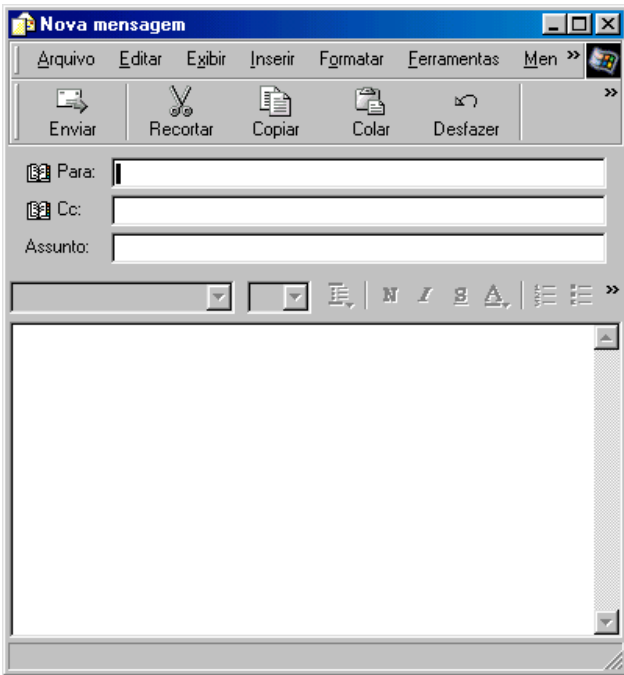 Nova mensagem
Arquivo Editar Exibir Inserir Formatar Ferramentas Men »
»
Enviar Recortar Copiar Colar Desfazer
Para:
Cc:
Assunto:
N I S A »